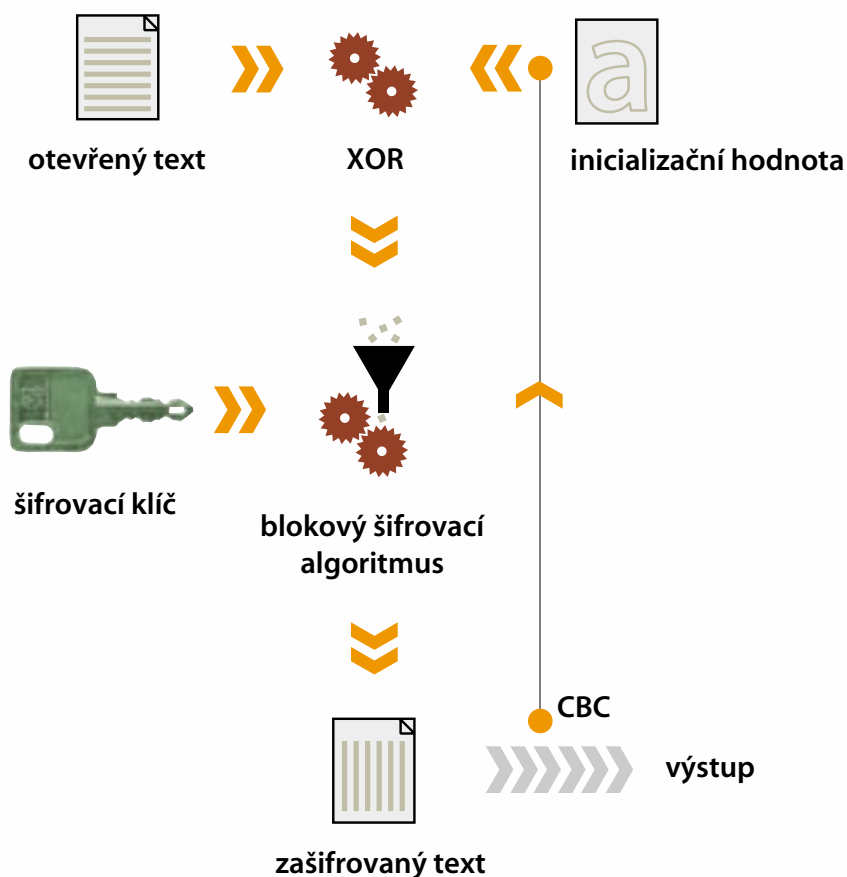 otevřený text
XOR
inicializační hodnota
a
šifrovací klíč
blokový šifrovací
algoritmus
CBC
výstup
zašifrovaný text